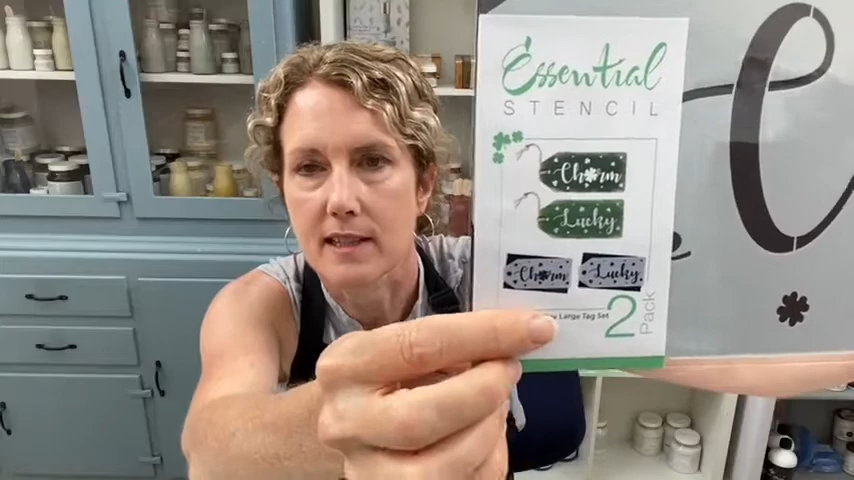 Essential
STENCIL
Charm
Lucky
Charm Lucky
Large Tag Set
2 Pack